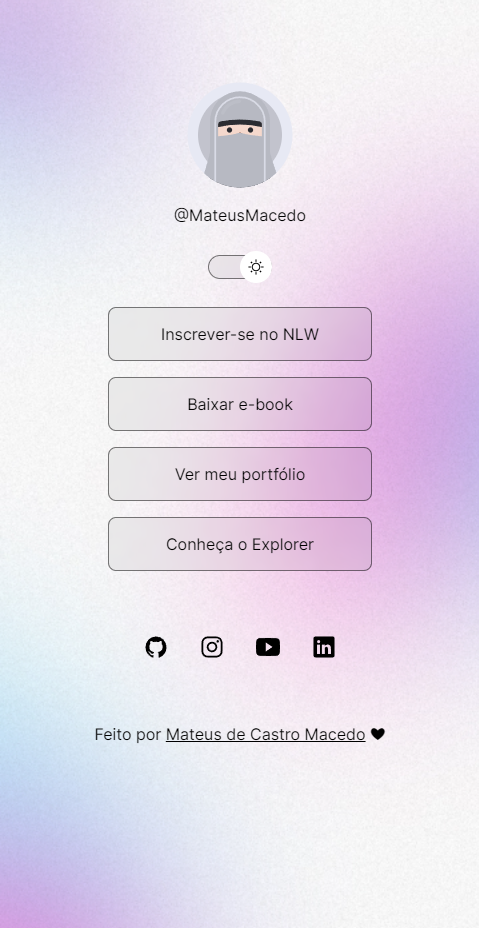 @MateusMacedo
Inscrever-se no NLW
Baixar e-book
Ver meu portfólio
Conheça o Explorer
Feito por Mateus de Castro Macedo